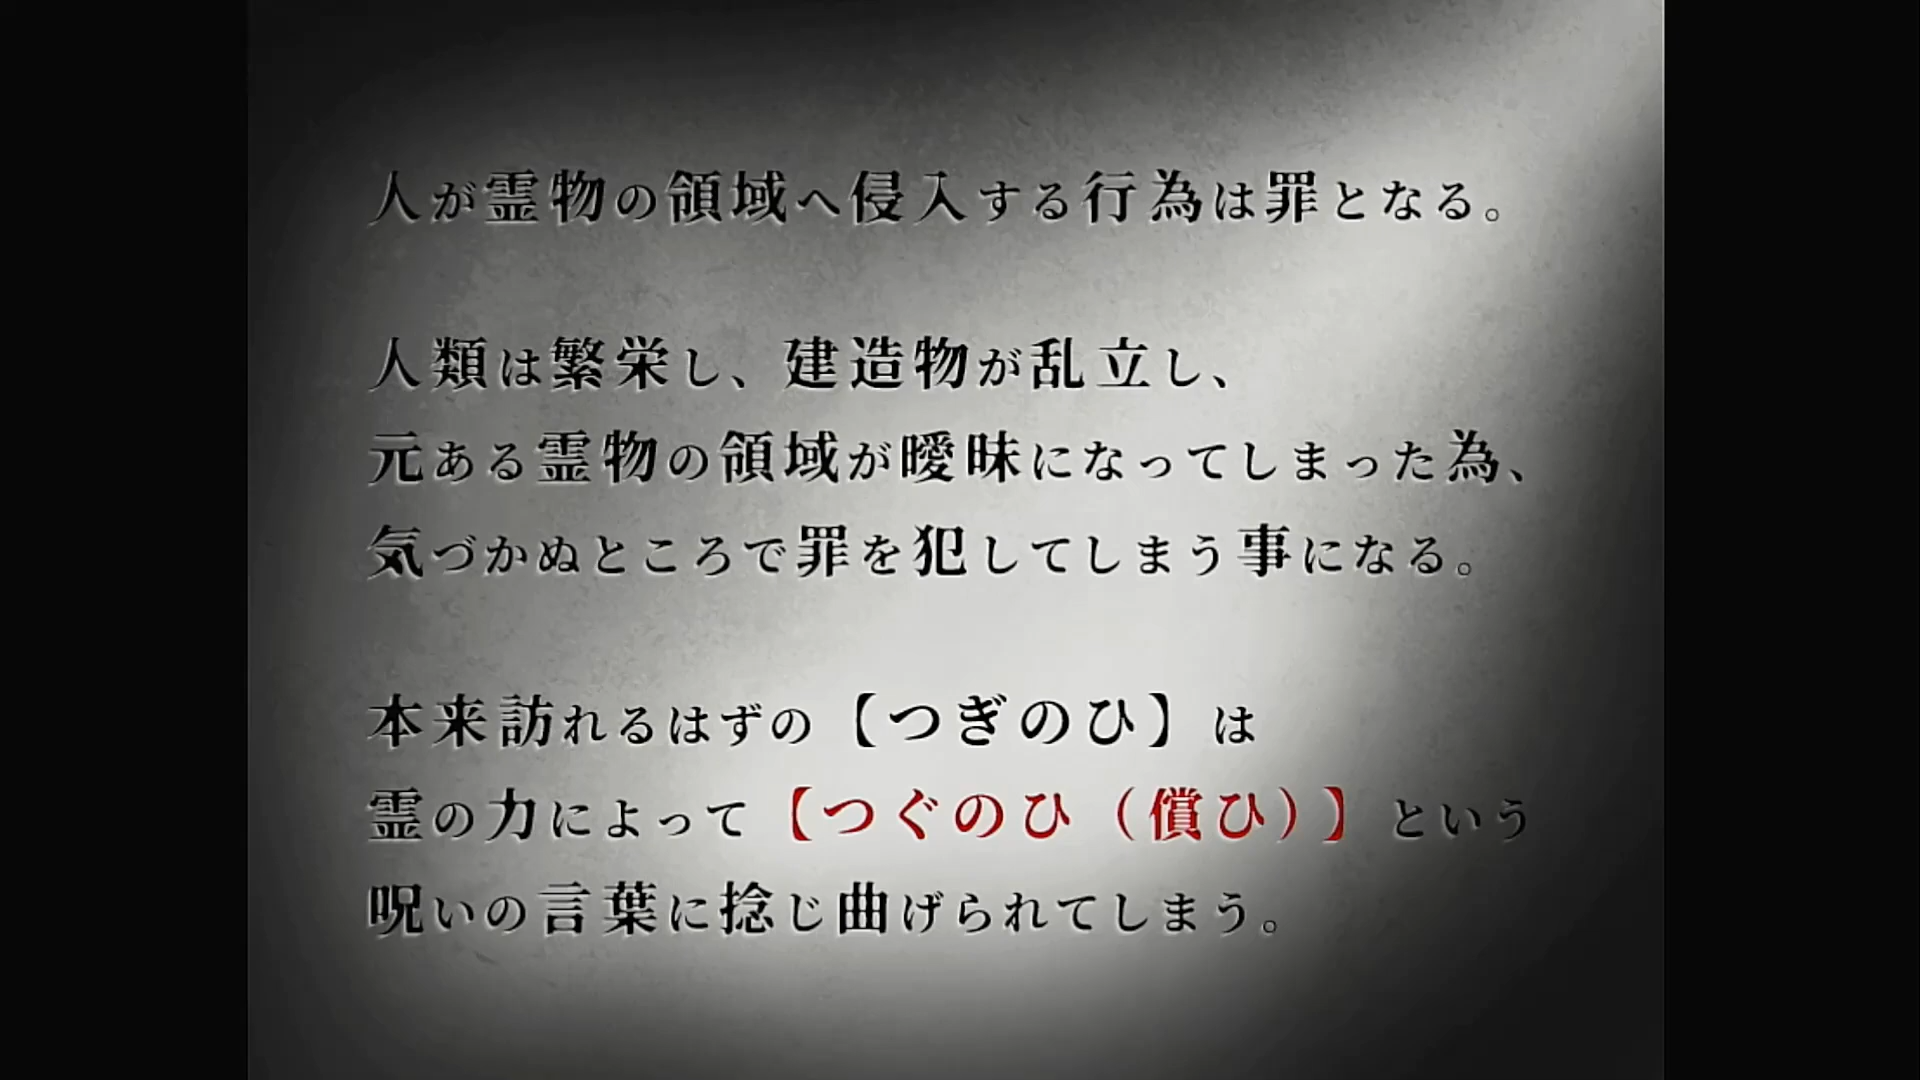 人が霊物の領域へ侵入する行為は罪となる。
人類は繁栄し、建造物が乱立し、
元ある霊物の領域が曖昧になってしまった為、
気づかぬところで罪を犯してしまう事になる。
本来訪れるはずの【つぎのひ】は
霊の力によって【つぐのひ（償ひ）】という
呪いの言葉に捻じ曲げられてしまう。